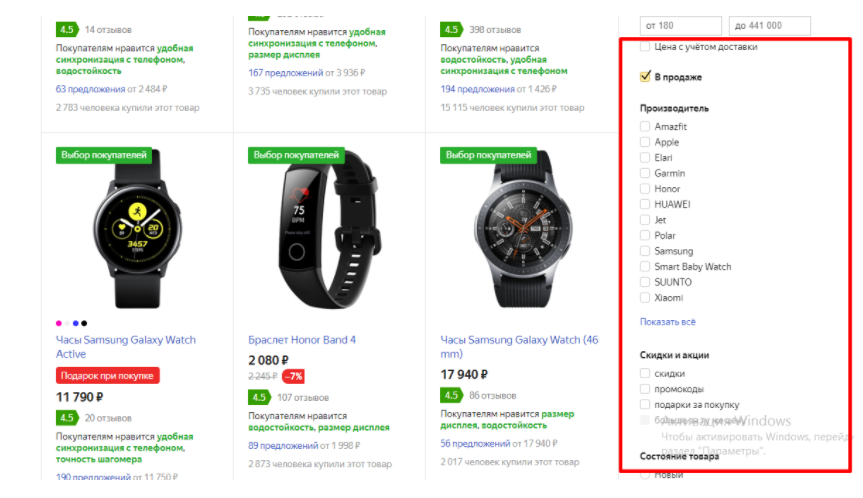 4.5 14 отзывов
Покупателям нравится удобная
синхронизация с телефоном,
водостойкость
63 предложения от 2 484 ₽
2 783 человека купили этот товар
Покупателям нравится удобная
синхронизация с телефоном,
размер дисплея
167 предложений от 3 936 ₽
3 735 человек купили этот товар
4.5 398 отзывов
Покупателям нравится
водостойкость, удобная
синхронизация с телефоном
194 предложения от 1 426 ₽
15 115 человек купили этот товар
Выбор покупателей
Часы Samsung Galaxy Watch
Active
Подарок при покупке
11 790 ₽
4.5 20 отзывов
Покупателям нравится удобная
синхронизация с телефоном,
точность шагомера
190 предложений от 11 750 ₽
Выбор покупателей
75
BPM
Браслет Honor Band 4
2 080 ₽
2 245 ₽ –7%
4.5 107 отзывов
Покупателям нравится
водостойкость, размер дисплея
89 предложений от 1 998 ₽
2 873 человека купили этот товар
Выбор покупателей
Часы Samsung Galaxy Watch (46
mm)
17 940 ₽
4.5 86 отзывов
Покупателям нравится размер
дисплея, водостойкость
56 предложений от 17 940 ₽
2 017 человек купили этот товар
от 180 до 441 000
Цена с учётом доставки
В продаже
Производитель
Amazfit
Apple
Elari
Garmin
Honor
HUAWEI
Jet
Polar
Samsung
Smart Baby Watch
SUUNTO
Xiaomi
Показать всё
Скидки и акции
скидки
промокоды
подарки за покупку
Активация Windows
Чтобы активировать Windows, перейд
раздел "Параметры".
Состояние товара
Новый